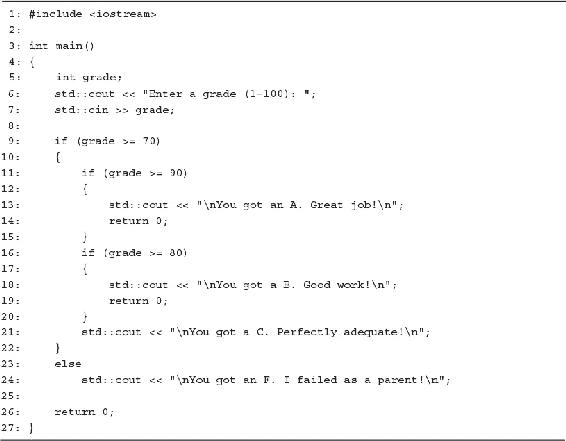 1: #include <iostream>
2:
3: int main()
4: {
5:     int grade;
6:     std::cout << "Enter a grade (1-100): ";
7:     std::cin >> grade;
8:
9:     if (grade >= 70)
10:     {
11:         if (grade >= 90)
12:         {
13:             std::cout << "\nYou got an A. Great job!\n";
14:             return 0;
15:         }
16:         if (grade >= 80)
17:         {
18:             std::cout << "\nYou got a B. Good work!\n";
19:             return 0;
20:         }
21:         std::cout << "\nYou got a C. Perfectly adequate!\n";
22:     }
23:     else
24:         std::cout << "\nYou got an F. I failed as a parent!\n";
25:
26:     return 0;
27: }